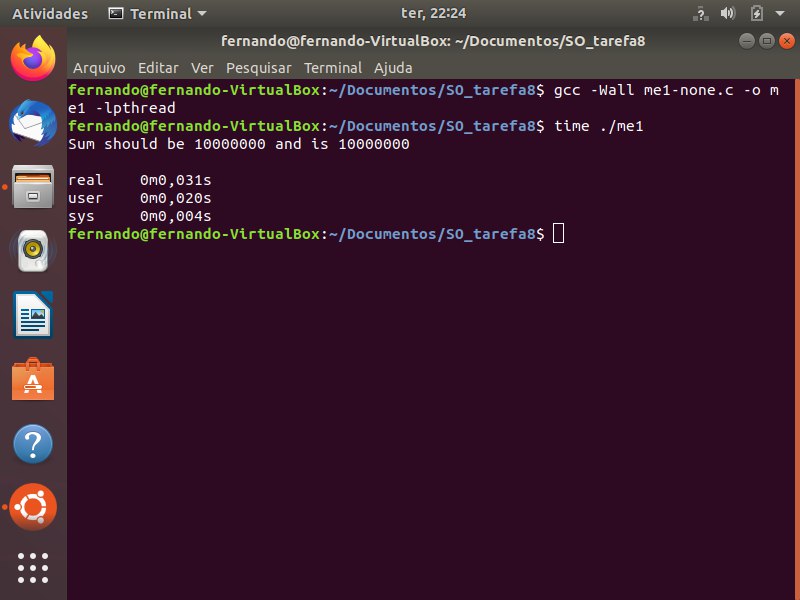 Atividades Terminal ter, 22:24
fernando@fernando-VirtualBox: ~/Documentos/SO_tarefa8
Arquivo Editar Ver Pesquisar Terminal Ajuda
fernando@fernando-VirtualBox:~/Documentos/SO_tarefa8$ gcc -Wall me1-none.c -o m
e1 -lpthread
fernando@fernando-VirtualBox:~/Documentos/SO_tarefa8$ time ./me1
Sum should be 10000000 and is 10000000
real 0m0,031s
user 0m0,020s
sys 0m0,004s
fernando@fernando-VirtualBox:~/Documentos/SO_tarefa8$